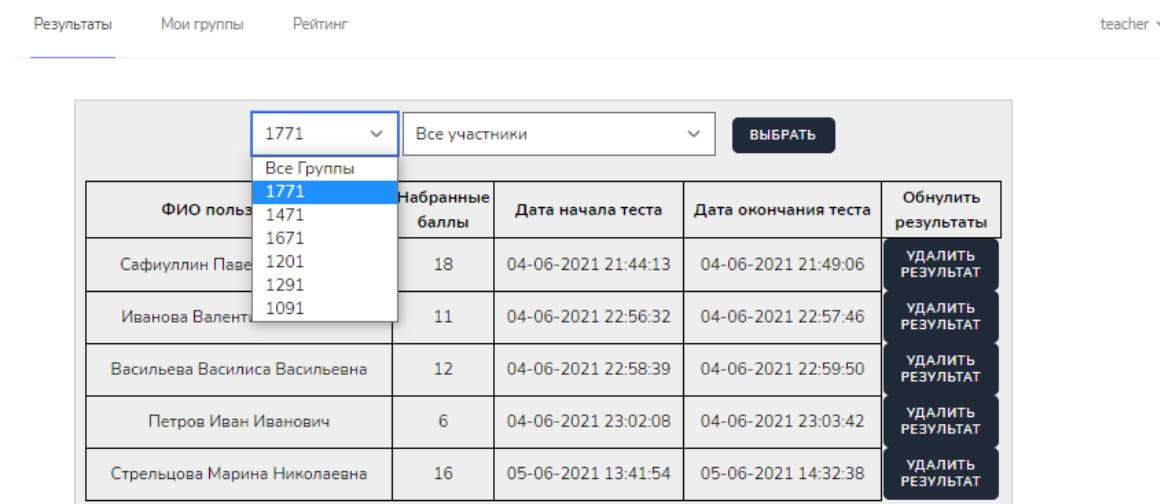 Результаты Мои группы Рейтинг teacher
1771 Все участники ВЫБРАТЬ
Все Группы
1771
1471
1671
1201
1291
1091
ФИО Набранные баллы Дата начала теста Дата окончания теста Обнулить результаты
Сафиуллин 18 04-06-2021 21:44:13 04-06-2021 21:49:06 УДАЛИТЬ РЕЗУЛЬТАТ
Иванова 11 04-06-2021 22:56:32 04-06-2021 22:57:46 УДАЛИТЬ РЕЗУЛЬТАТ
Васильева Василиса Васильевна 12 04-06-2021 22:58:39 04-06-2021 22:59:50 УДАЛИТЬ РЕЗУЛЬТАТ
Петров Иван Иванович 6 04-06-2021 23:02:08 04-06-2021 23:03:42 УДАЛИТЬ РЕЗУЛЬТАТ
Стрельцова Марина Николаевна 16 05-06-2021 13:41:54 05-06-2021 14:32:38 УДАЛИТЬ РЕЗУЛЬТАТ